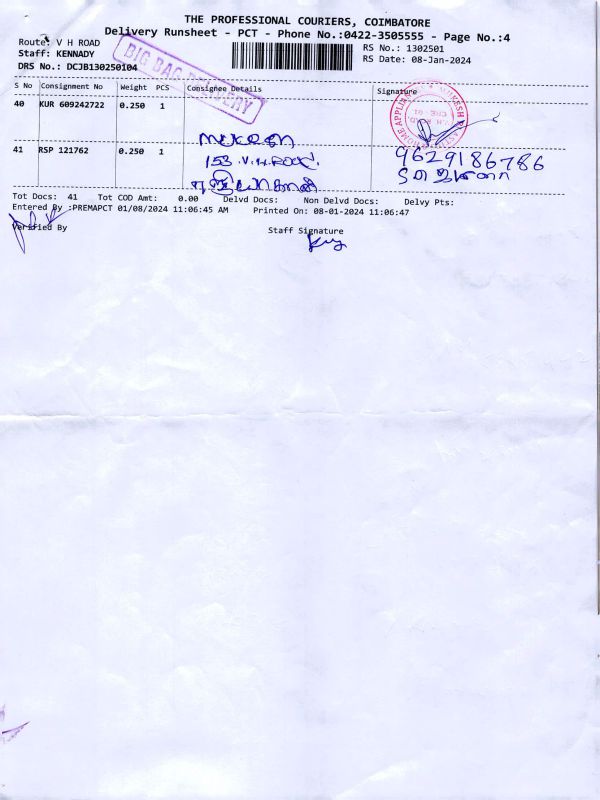 THE PROFESSIONAL COURIERS, COIMBATORE
Delivery Runsheet - PCT - Phone No.:0422-3505555 - Page No.:4
Route: V H ROAD
RS No.: 1302501
Staff: KENNADY
RS Date: 08-Jan-2024
DRS No.: DCJB130250104
BIG BAG DELIVERY
S No Consignment No Weight PCS Consignee Details Signature
40 KUR 609242722 0.250 1
முகேஷ்
41 RSP 121762 0.250 1
153 V.H.ROAD
9629186786
Tot Docs: 41 Tot COD Amt: 0.00 Delvd Docs: Non Delvd Docs: Delvy Pts:
Entered By :PREMAPCT 01/08/2024 11:06:45 AM Printed On: 08-01-2024 11:06:47
Verified By
Staff Signature